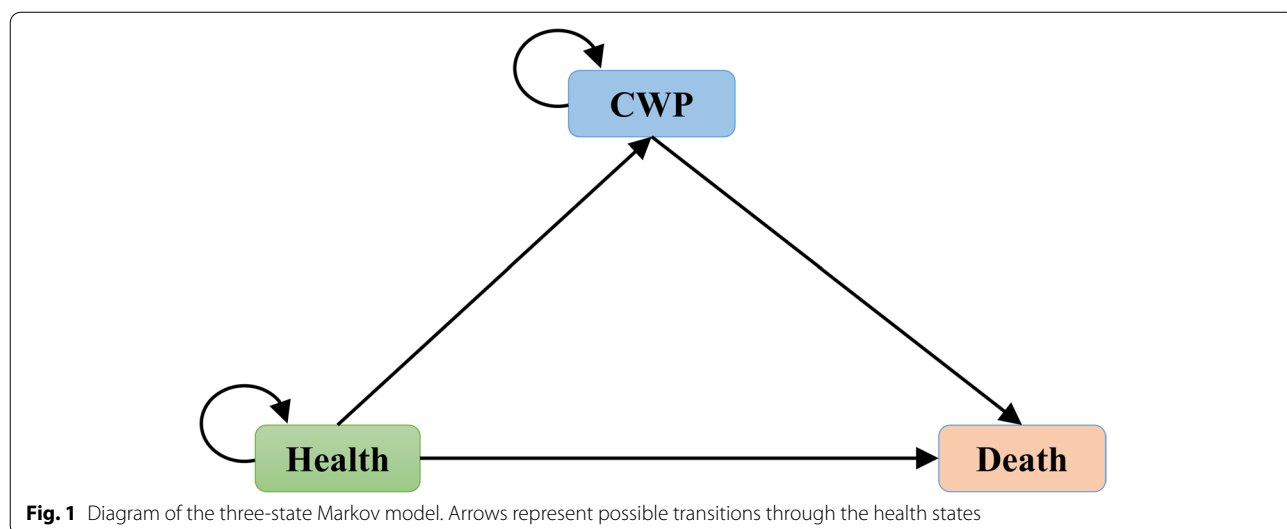 CWP
Health
Death
Fig. 1 Diagram of the three-state Markov model. Arrows represent possible transitions through the health states